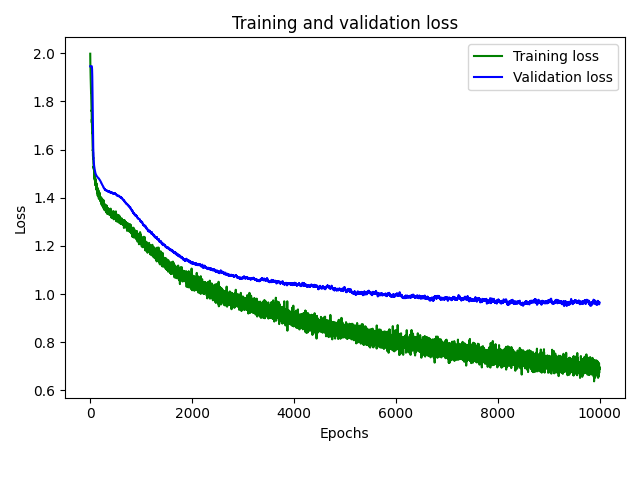 Training and validation loss
Training loss
Validation loss
2.0
1.8
1.6
1.4
1.2
1.0
0.8
0.6
Loss
0
2000
4000
6000
8000
10000
Epochs